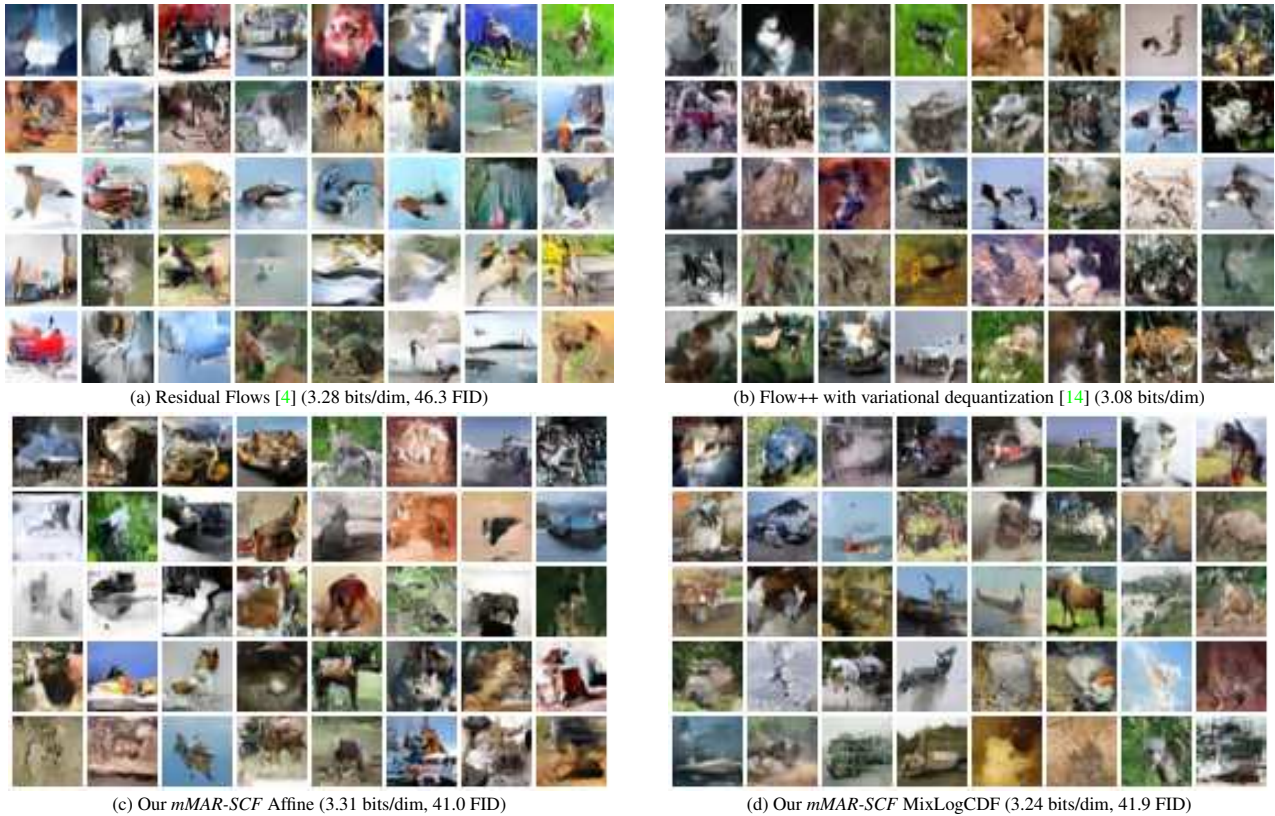 (a) Residual Flows [4] (3.28 bits/dim, 46.3 FID)
(b) Flow++ with variational dequantization [14] (3.08 bits/dim)
(c) Our mMAR-SCF Affine (3.31 bits/dim, 41.0 FID)
(d) Our mMAR-SCF MixLogCDF (3.24 bits/dim, 41.9 FID)